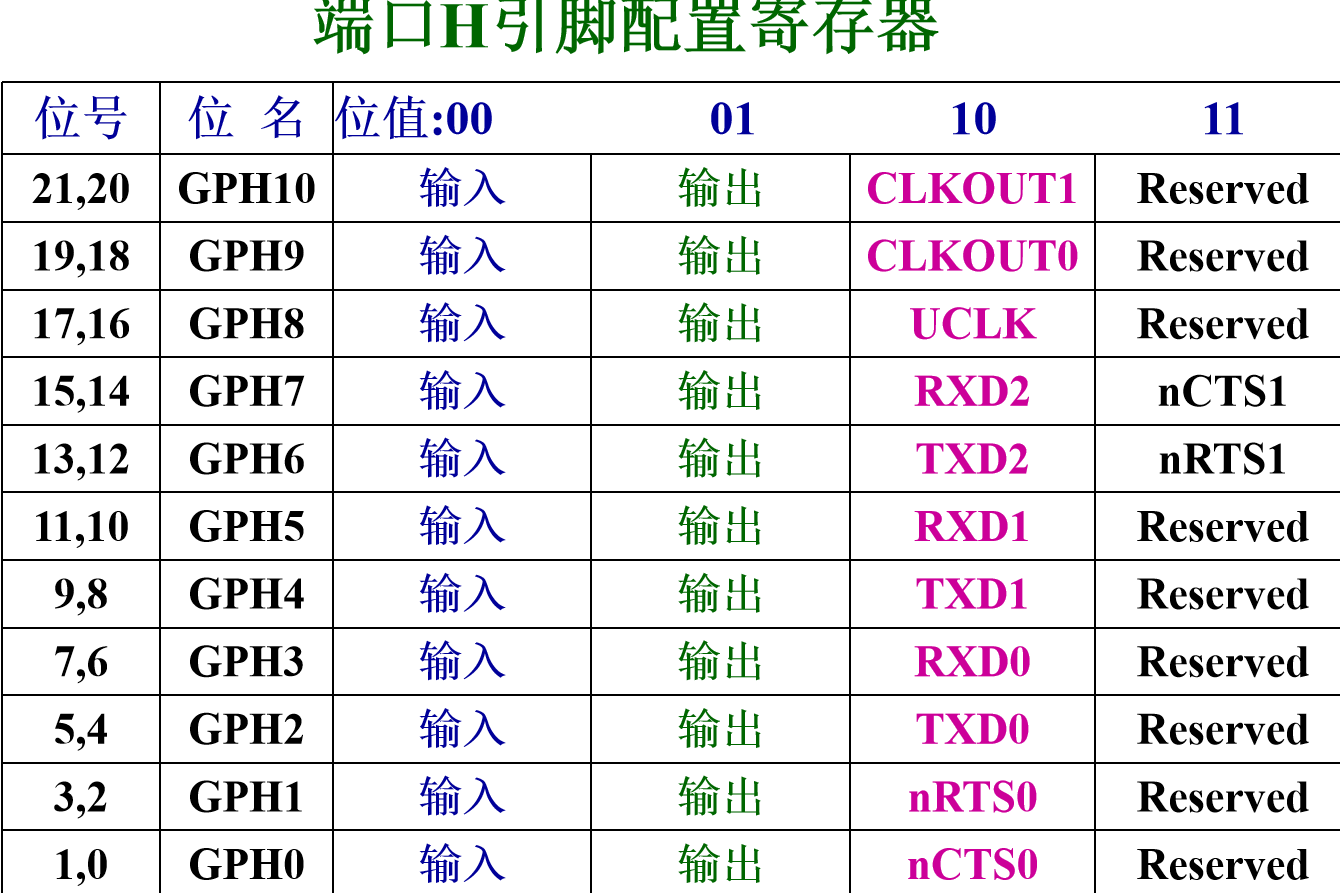 端口H引脚配置寄存器
位号 位 名 位值:00 01 10 11
21,20 GPH10 输入 输出 CLKOUT1 Reserved
19,18 GPH9 输入 输出 CLKOUT0 Reserved
17,16 GPH8 输入 输出 UCLK Reserved
15,14 GPH7 输入 输出 RXD2 nCTS1
13,12 GPH6 输入 输出 TXD2 nRTS1
11,10 GPH5 输入 输出 RXD1 Reserved
9,8 GPH4 输入 输出 TXD1 Reserved
7,6 GPH3 输入 输出 RXD0 Reserved
5,4 GPH2 输入 输出 TXD0 Reserved
3,2 GPH1 输入 输出 nRTS0 Reserved
1,0 GPH0 输入 输出 nCTS0 Reserved